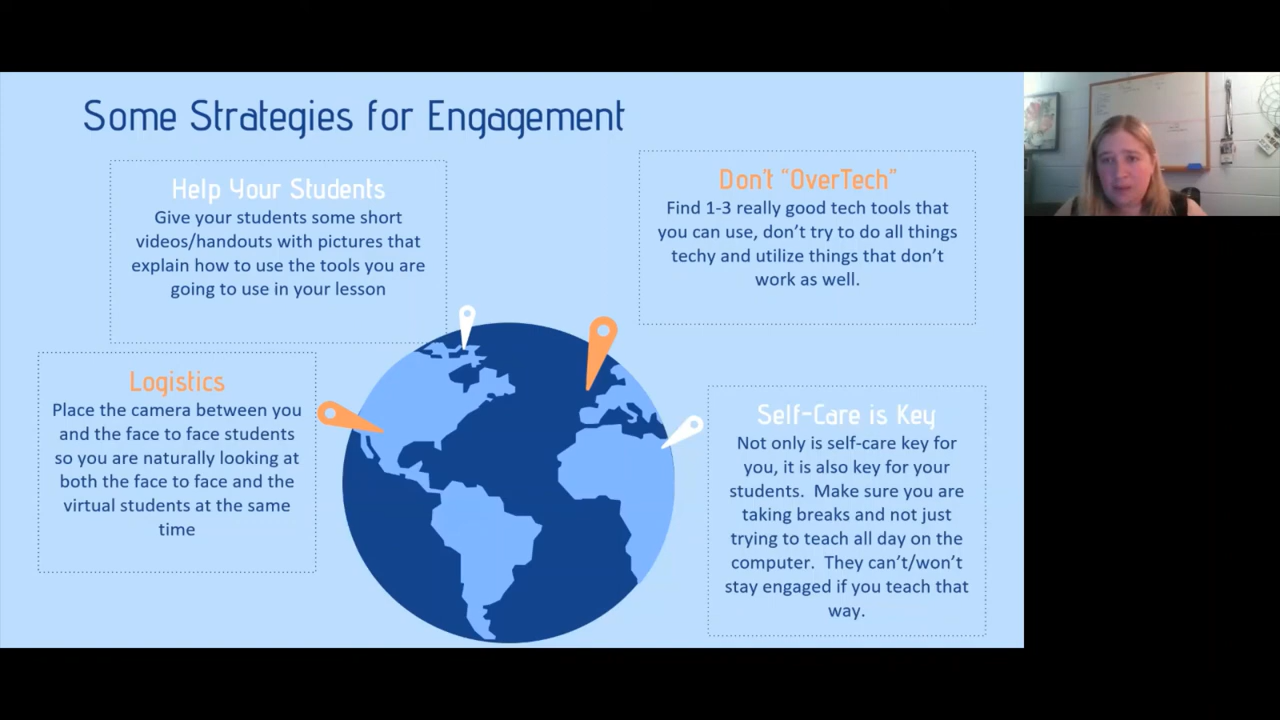 Some Strategies for Engagement
Help Your Students
Give your students some short
videos/handouts with pictures that
explain how to use the tools you are
going to use in your lesson
Don't "OverTech"
Find 1-3 really good tech tools that
you can use, don't try to do all things
techy and utilize things that don't
work as well.
Logistics
Place the camera between you
and the face to face students
so you are naturally looking at
both the face to face and the
virtual students at the same
time
Self-Care is Key
Not only is self-care key for
you, it is also key for your
students.  Make sure you are
taking breaks and not just
trying to teach all day on the
computer.  They can't/won't
stay engaged if you teach that
way.